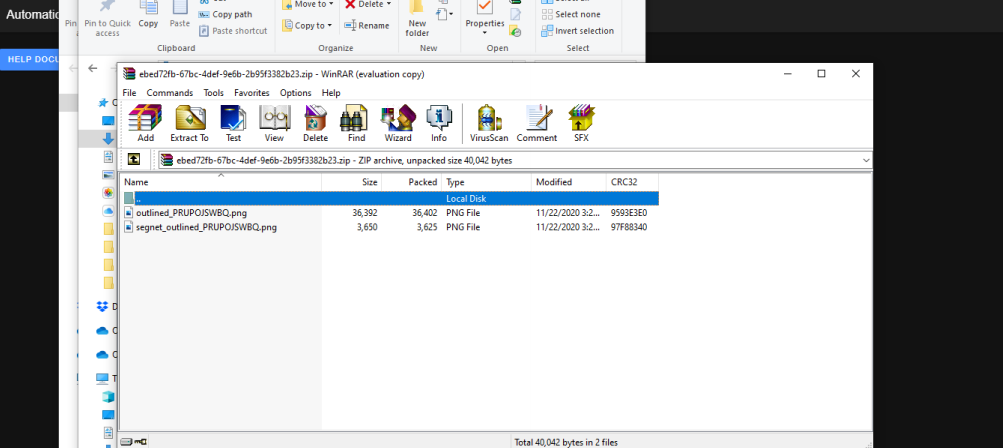 Automatic
HELP DOCU
Pin to Quick
access
Copy
Paste
Copy path
Paste shortcut
Clipboard
Move to
Copy to
Delete
Rename
Organize
New
folder
New
Properties
Open
Select none
Invert selection
Select
ebed72fb-67bc-4def-9e6b-2b95f3382b23.zip - WinRAR (evaluation copy)
File Commands Tools Favorites Options Help
Add Extract To Test View Delete Find Wizard Info VirusScan Comment SFX
ebed72fb-67bc-4def-9e6b-2b95f3382b23.zip - ZIP archive, unpacked size 40,042 bytes
Name Size Packed Type Modified CRC32
.. Local Disk
outlined_PRUPOJSWBQ.png 36,392 36,402 PNG File 11/22/2020 3:2... 9593E3E0
segnet_outlined_PRUPOJSWBQ.png 3,650 3,625 PNG File 11/22/2020 3:2... 97F88340
Total 40,042 bytes in 2 files